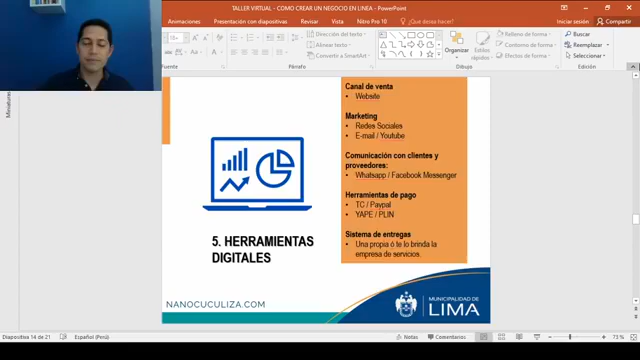 TALLER VIRTUAL - COMO CREAR UN NEGOCIO EN LINEA - PowerPoint
Iniciar sesión
Compartir
Animaciones
Presentación con diapositivas
Revisar
Vista
Nitro Pro 10
¿Qué desea hacer?
Dirección del texto
Alinear texto
Convertir a SmartArt
Organizar
Estilos rápidos
Relleno de forma
Contorno de forma
Efectos de forma
Buscar
Reemplazar
Seleccionar
Párrafo
Dibujo
Edición
Miniaturas
Canal de venta
• Website
Marketing
• Redes Sociales
• E-mail / Youtube
Comunicación con clientes y
proveedores:
• Whatsapp / Facebook Messenger
Herramientas de pago
• TC / Paypal
• YAPE / PLIN
Sistema de entregas
• Una propia ó te lo brinda la
empresa de servicios.
5. HERRAMIENTAS
DIGITALES
NANOCUCULIZA.COM
MUNICIPALIDAD DE
LIMA
Diapositiva 14 de 21
Español (Perú)
Notas
Comentarios
73 %